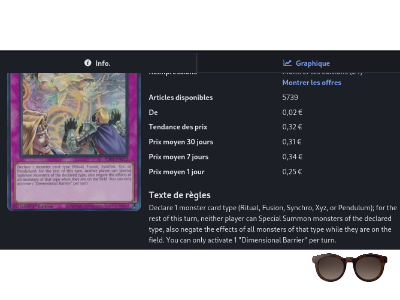 Info.
Graphique
Montrer les offres
Articles disponibles 5739
De 0,02 €
Tendance des prix 0,32 €
Prix moyen 30 jours 0,31 €
Prix moyen 7 jours 0,34 €
Prix moyen 1 jour 0,25 €
Texte de règles
Declare 1 monster card type (Ritual, Fusion, Synchro, Xyz, or Pendulum); for the
rest of this turn, neither player can Special Summon monsters of the declared
type, also negate the effects of all monsters of that type while they are on the
field. You can only activate 1 "Dimensional Barrier" per turn.